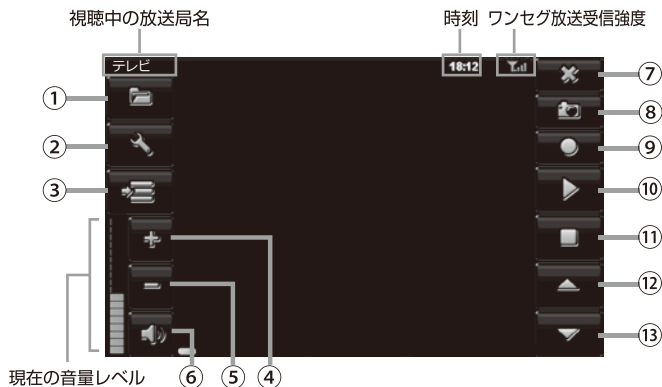 視聴中の放送局名
時刻
ワンセグ放送受信強度
テレビ
18:12
①
②
③
④
⑤
⑥
⑦
⑧
⑨
⑩
⑪
⑫
⑬
現在の音量レベル